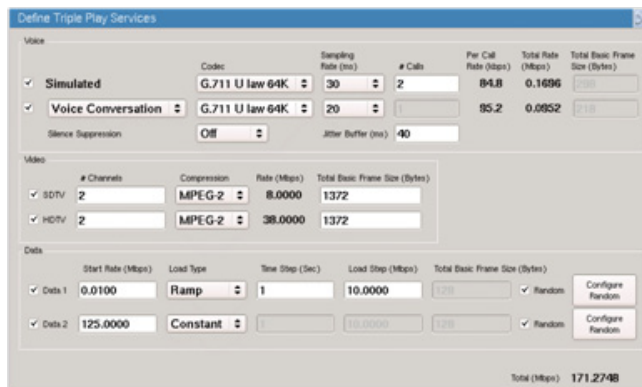 Define Triple Play Services
Voice
Codec Sampling Rate (ms) # Calls Per Call Rate (kbps) Total Rate (Mbps) Total Basic Frame Size (Bytes)
Simulated G.711 U law 64K 30 2 84.8 0.1696 298
Voice Conversation G.711 U law 64K 20 1 95.2 0.0952 218
Silence Suppression Off Jitter Buffer (ms) 40
Video
# Channels Compression Rate (Mbps) Total Basic Frame Size (Bytes)
SDTV 2 MPEG-2 8.0000 1372
HDTV 2 MPEG-2 38.0000 1372
Data
Start Rate (Mbps) Load Type Time Step (Sec) Load Step (Mbps) Total Basic Frame Size (Bytes)
Data 1 0.0100 Ramp 1 10.0000 128 Random Configure Random
Data 2 125.0000 Constant 1 10.0000 128 Random Configure Random
Total (Mbps) 171.2748